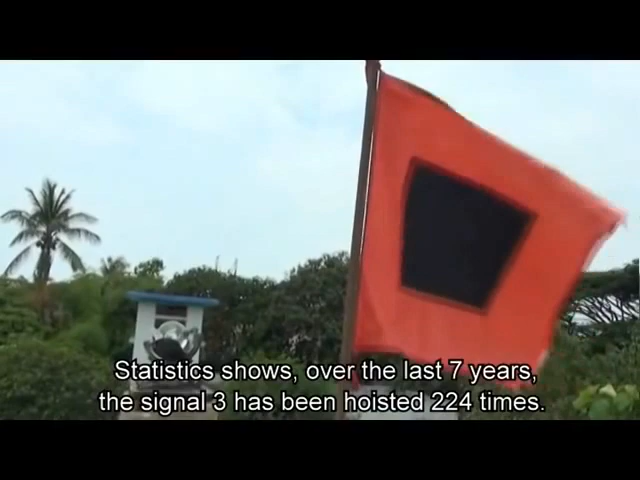 Statistics shows, over the last 7 years,
the signal 3 has been hoisted 224 times.